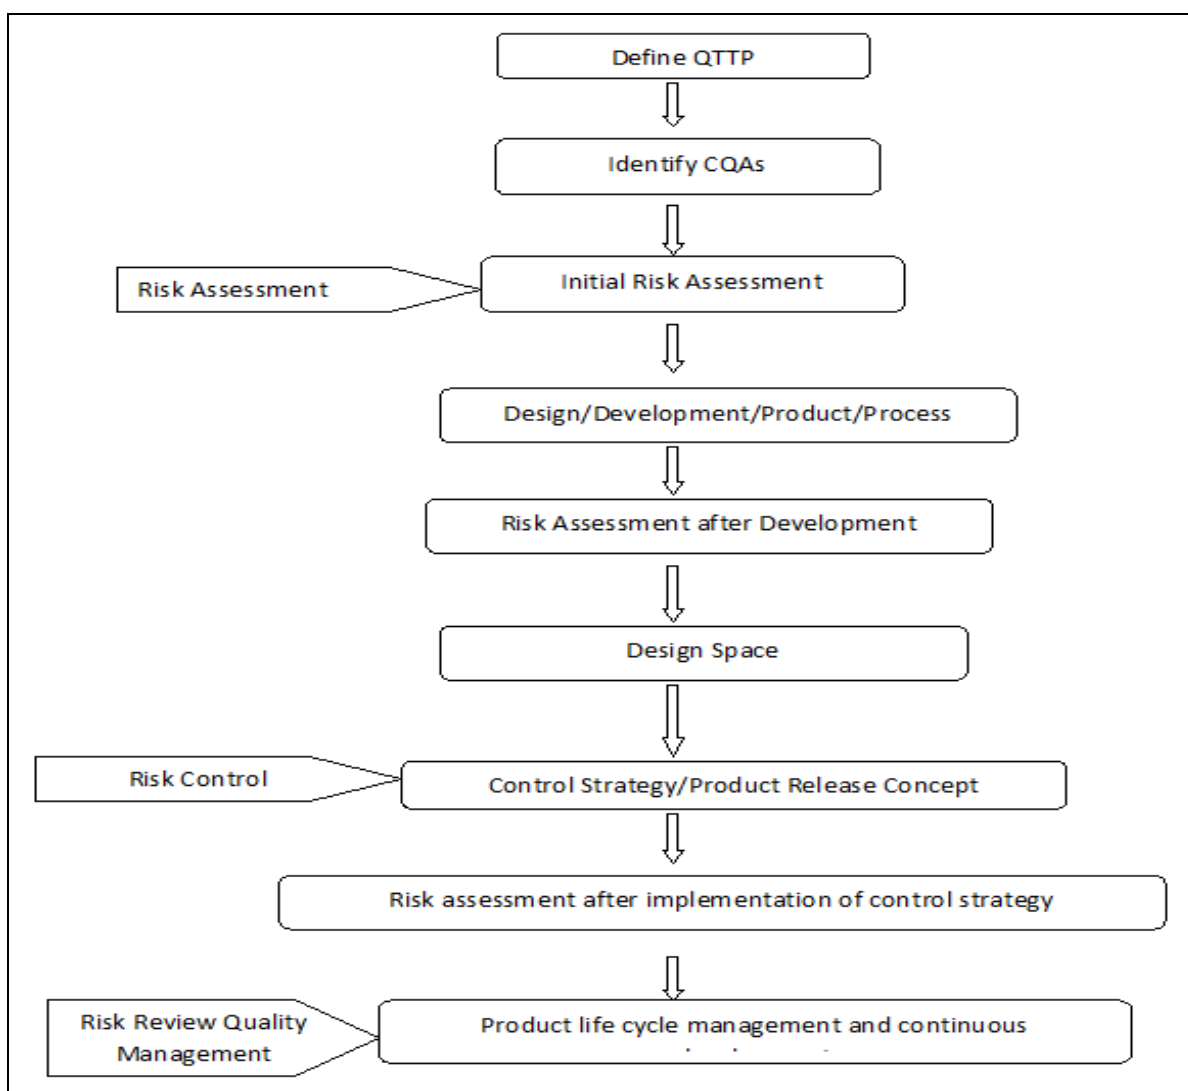 Define QTTP
Identify CQAs
Risk Assessment
Initial Risk Assessment
Design/Development/Product/Process
Risk Assessment after Development
Design Space
Risk Control
Control Strategy/Product Release Concept
Risk assessment after implementation of control strategy
Risk Review Quality
Management
Product life cycle management and continuous